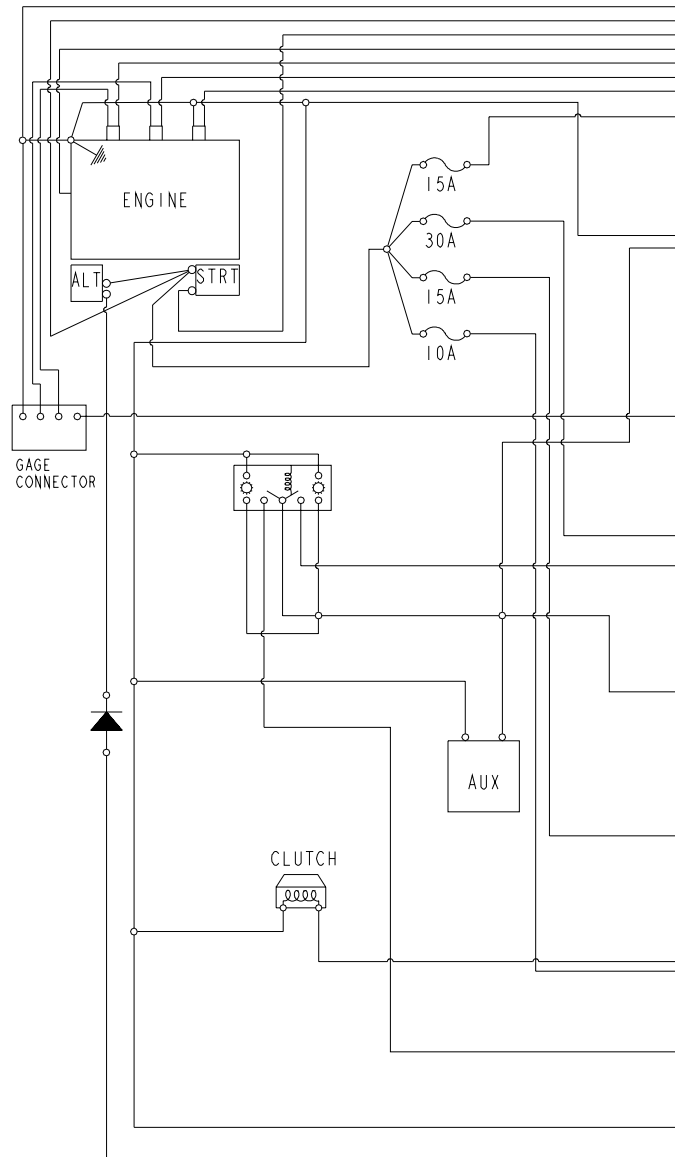 ENGINE
ALT
STRT
15A
30A
15A
10A
GAGE
CONNECTOR
AUX
CLUTCH